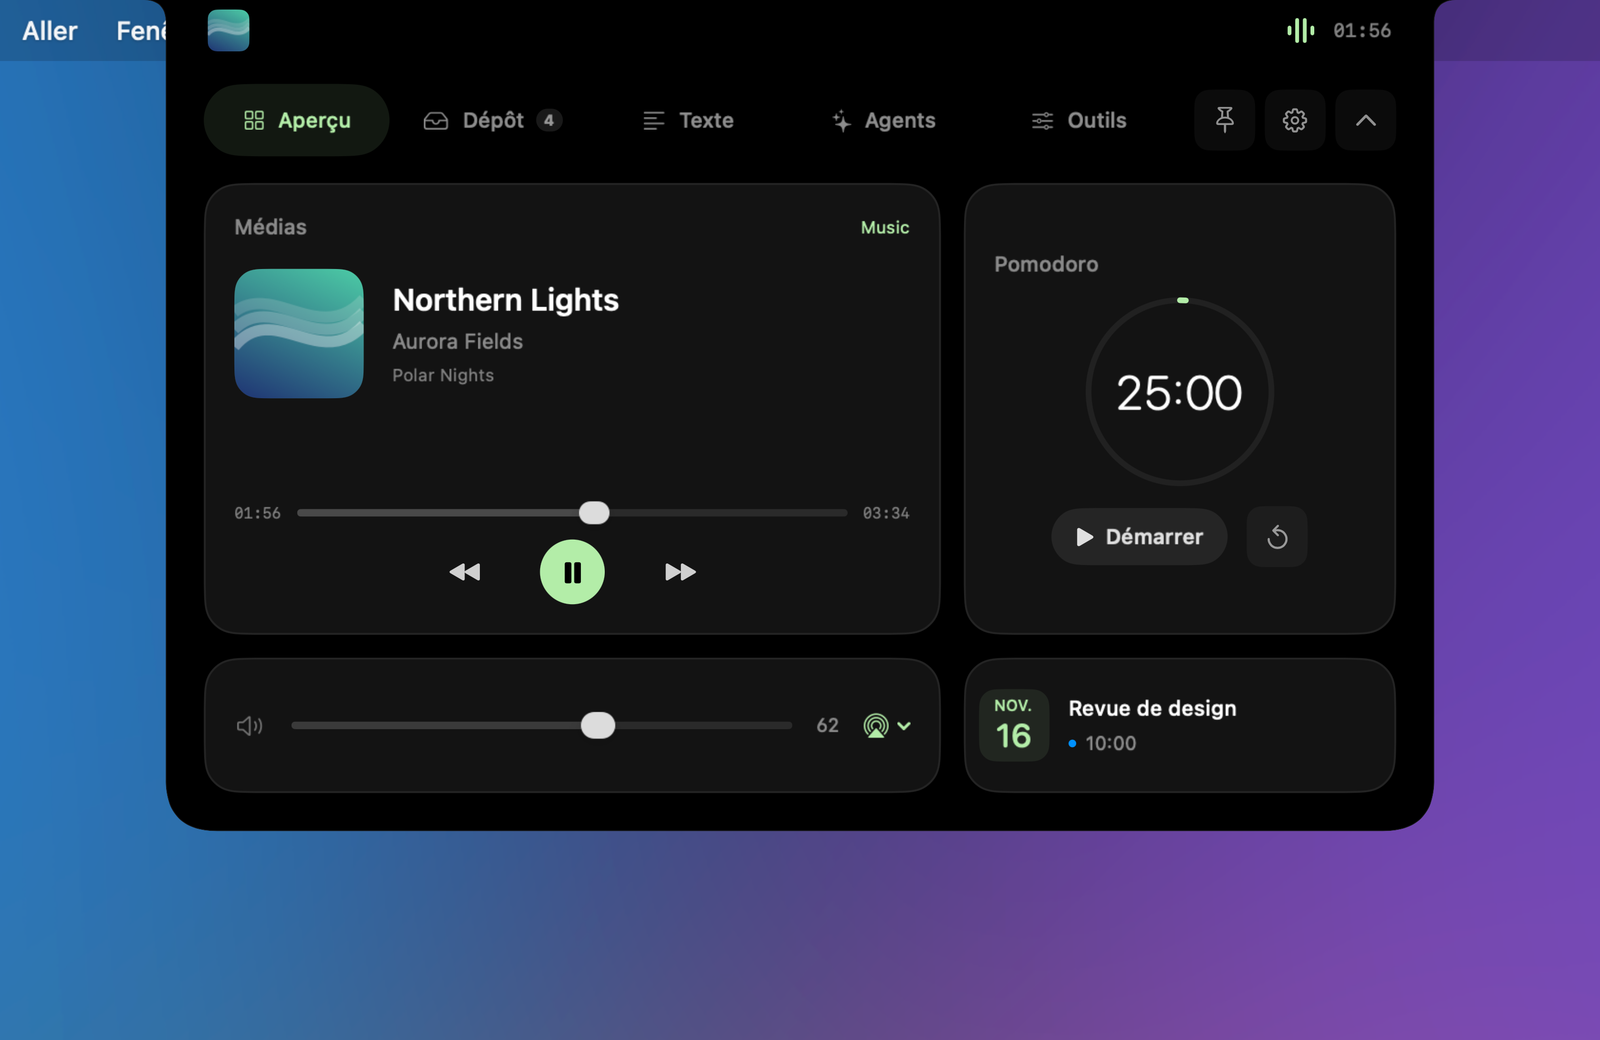 Aller Fenê
01:56
Aperçu
Dépôt 4
Texte
Agents
Outils
Médias
Music
Northern Lights
Aurora Fields
Polar Nights
01:56
03:34
Pomodoro
25:00
Démarrer
62
NOV.
16
Revue de design
10:00